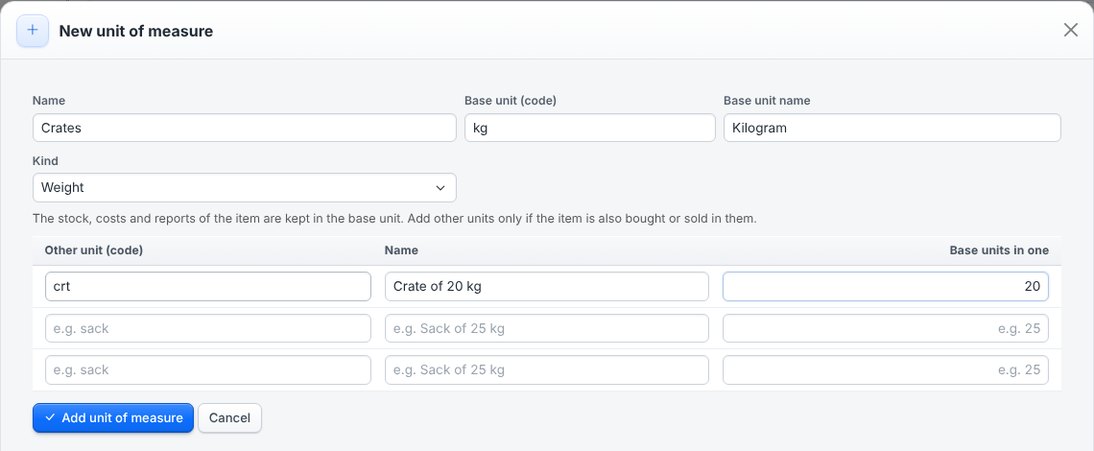 New unit of measure
Name Base unit (code) Base unit name
Crates kg Kilogram
Kind
Weight
The stock, costs and reports of the item are kept in the base unit. Add other units only if the item is also bought or sold in them.
Other unit (code) Name Base units in one
crt Crate of 20 kg 20
e.g. sack e.g. Sack of 25 kg e.g. 25
e.g. sack e.g. Sack of 25 kg e.g. 25
Add unit of measure Cancel